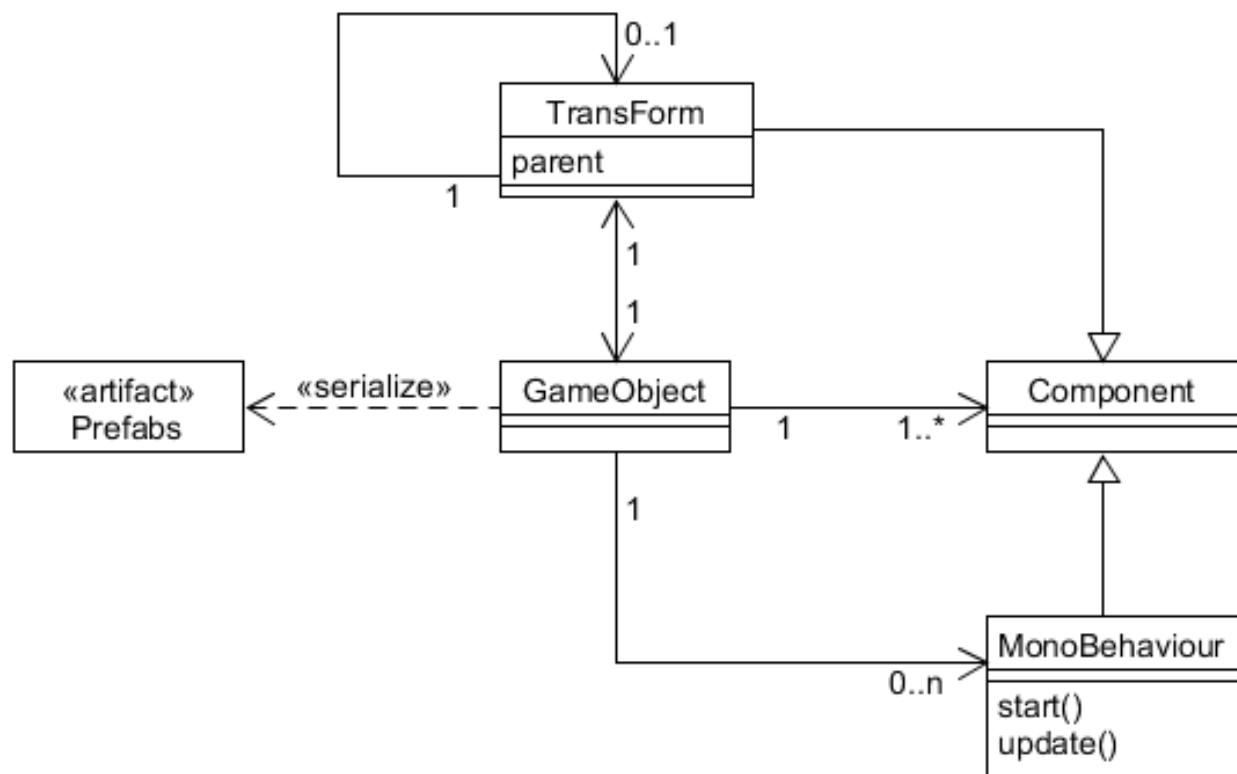 0..1
TransForm
parent
1
1
1
«artifact»
Prefabs
«serialize»
GameObject
1
1..*
Component
1
0..n
MonoBehaviour
start()
update()